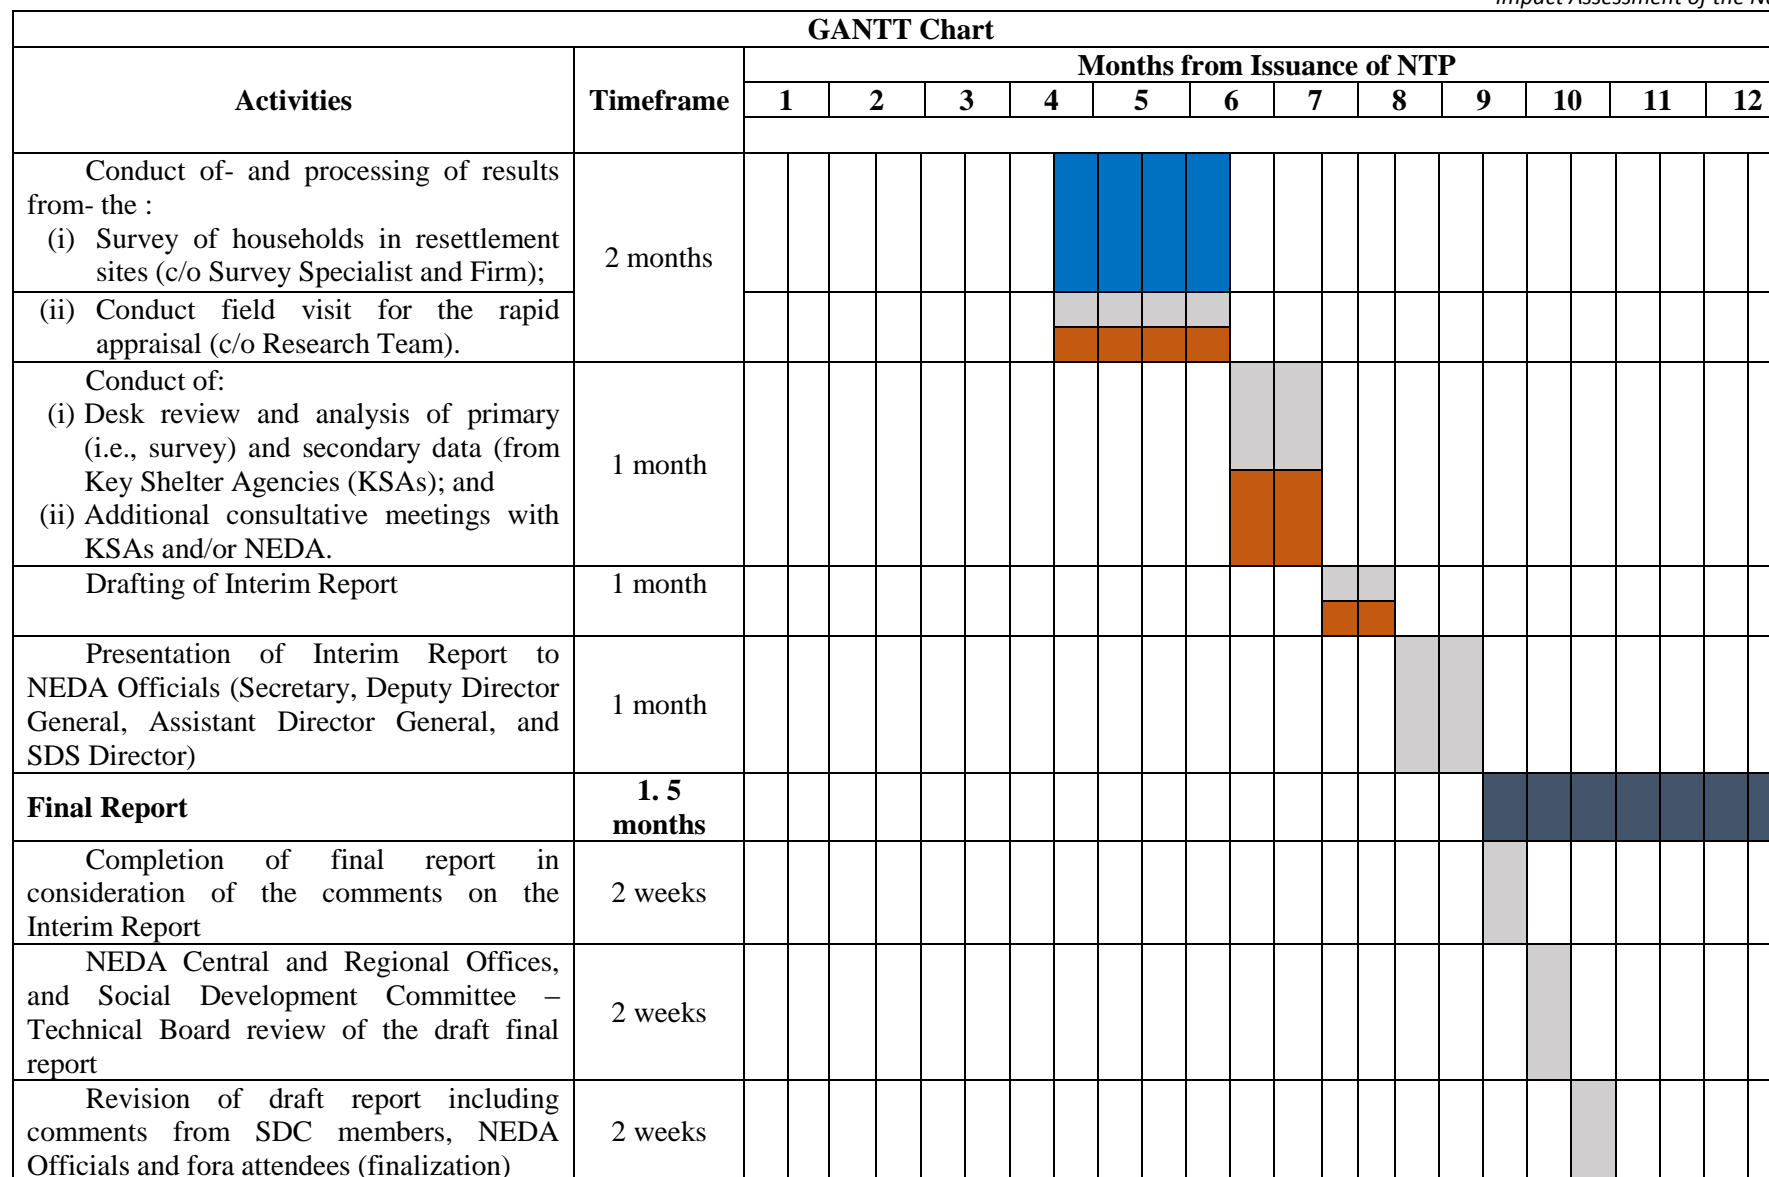 Impact Assessment of the
GANTT Chart
Activities
Timeframe
Months from Issuance of NTP
1 2 3 4 5 6 7 8 9 10 11 12
Conduct of- and processing of results
from- the :
(i) Survey of households in resettlement
sites (c/o Survey Specialist and Firm);
2 months
(ii) Conduct field visit for the rapid
appraisal (c/o Research Team).
Conduct of:
(i) Desk review and analysis of primary
(i.e., survey) and secondary data (from
Key Shelter Agencies (KSAs); and
(ii) Additional consultative meetings with
KSAs and/or NEDA.
1 month
Drafting of Interim Report
1 month
Presentation of Interim Report to
NEDA Officials (Secretary, Deputy Director
General, Assistant Director General, and
SDS Director)
1 month
Final Report
1. 5
months
Completion of final report in
consideration of the comments on the
Interim Report
2 weeks
NEDA Central and Regional Offices,
and Social Development Committee –
Technical Board review of the draft final
report
2 weeks
Revision of draft report including
comments from SDC members, NEDA
Officials and fora attendees (finalization)
2 weeks